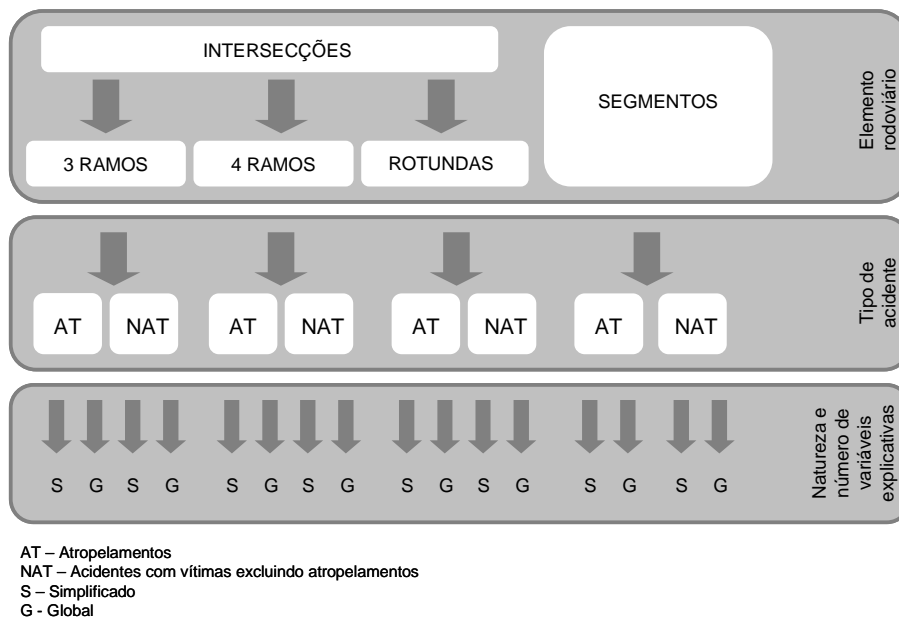 INTERSECÇÕES
SEGMENTOS
3 RAMOS
4 RAMOS
ROTUNDAS
Elemento
rodoviário
AT NAT AT NAT AT NAT AT NAT
Tipo de
acidente
S G S G S G S G S G S G S G S G
Natureza e
número de
variáveis
explicativas
AT – Atropelamentos
NAT – Acidentes com vítimas excluindo atropelamentos
S – Simplificado
G - Global